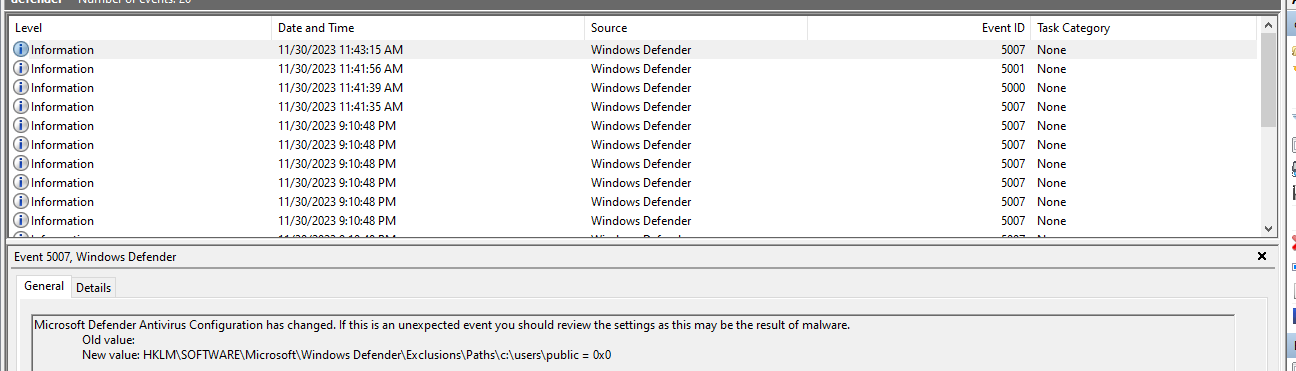 defender Number of events: 20
Level Date and Time Source Event ID Task Category
Information 11/30/2023 11:43:15 AM Windows Defender 5007 None
Information 11/30/2023 11:41:56 AM Windows Defender 5001 None
Information 11/30/2023 11:41:39 AM Windows Defender 5000 None
Information 11/30/2023 11:41:35 AM Windows Defender 5007 None
Information 11/30/2023 9:10:48 PM Windows Defender 5007 None
Information 11/30/2023 9:10:48 PM Windows Defender 5007 None
Information 11/30/2023 9:10:48 PM Windows Defender 5007 None
Information 11/30/2023 9:10:48 PM Windows Defender 5007 None
Information 11/30/2023 9:10:48 PM Windows Defender 5007 None
Information 11/30/2023 9:10:48 PM Windows Defender 5007 None
Event 5007, Windows Defender
General Details
Microsoft Defender Antivirus Configuration has changed. If this is an unexpected event you should review the settings as this may be the result of malware.
Old value:
New value: HKLM\SOFTWARE\Microsoft\Windows Defender\Exclusions\Paths\c:\users\public = 0x0